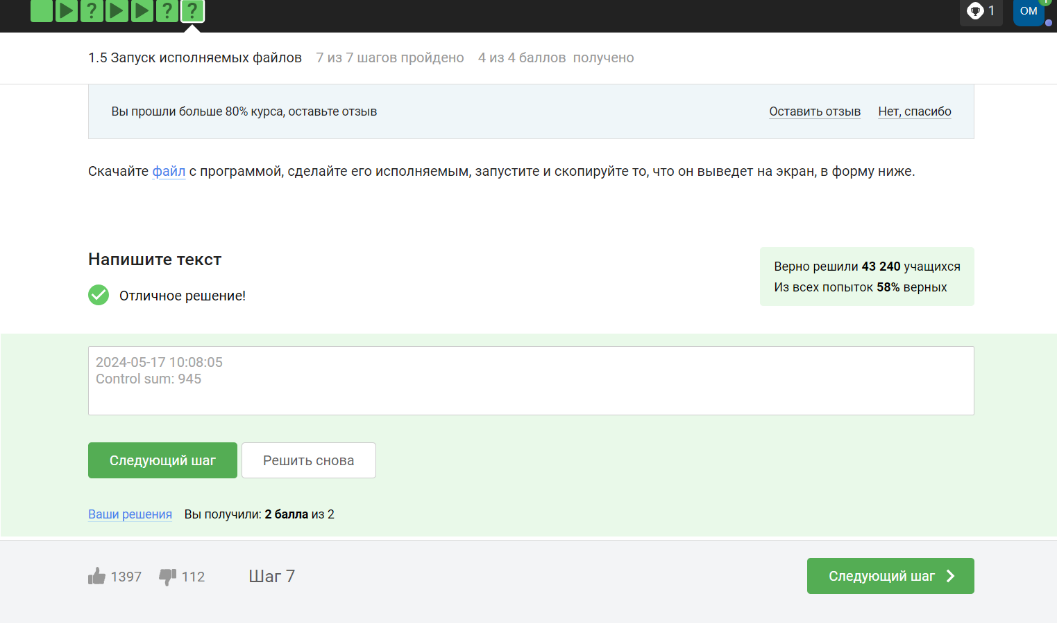 ? ? ?
1
OM
1.5 Запуск исполняемых файлов 7 из 7 шагов пройдено 4 из 4 баллов получено
Вы прошли больше 80% курса, оставьте отзыв Оставить отзыв Нет, спасибо
Скачайте файл с программой, сделайте его исполняемым, запустите и скопируйте то, что он выведет на экран, в форму ниже.
Напишите текст
Верно решили 43 240 учащихся
Из всех попыток 58% верных
Отличное решение!
2024-05-17 10:08:05
Control sum: 945
Следующий шаг Решить снова
Ваши решения Вы получили: 2 балла из 2
1397 112 Шаг 7 Следующий шаг